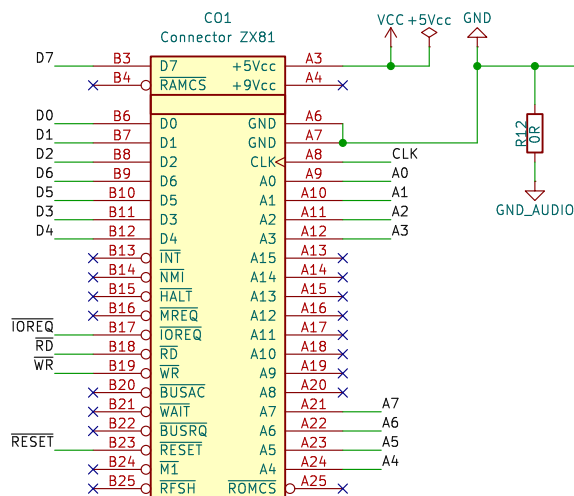 CO1
Connector ZX81
VCC +5Vcc GND
D7 B3 D7 +5Vcc A3
B4 RAMCS +9Vcc A4
D0 B6 D0 GND A6
D1 B7 D1 GND A7
D2 B8 D2 CLK A8 CLK
D6 B9 D6 A0 A9 A0
D5 B10 D5 A1 A10 A1
D3 B11 D3 A2 A11 A2
D4 B12 D4 A3 A12 A3
R12 0R
GND_AUDIO
B13 INT A15 A13
B14 NMI A14 A14
B15 HALT A13 A15
B16 MREQ A12 A16
IOREQ B17 IOREQ A11 A17
RD B18 RD A10 A18
WR B19 WR A9 A19
B20 BUSAC A8 A20
B21 WAIT A7 A21 A7
B22 BUSRQ A6 A22 A6
RESET B23 RESET A5 A23 A5
B24 M1 A4 A24 A4
B25 RFSH ROMCS A25